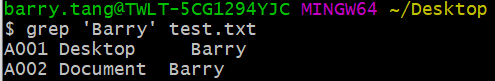 barry.tang@TWLT-5CG1294YJC MINGW64 ~/Desktop
$ grep 'Barry' test.txt
A001 Desktop      Barry
A002 Document  Barry